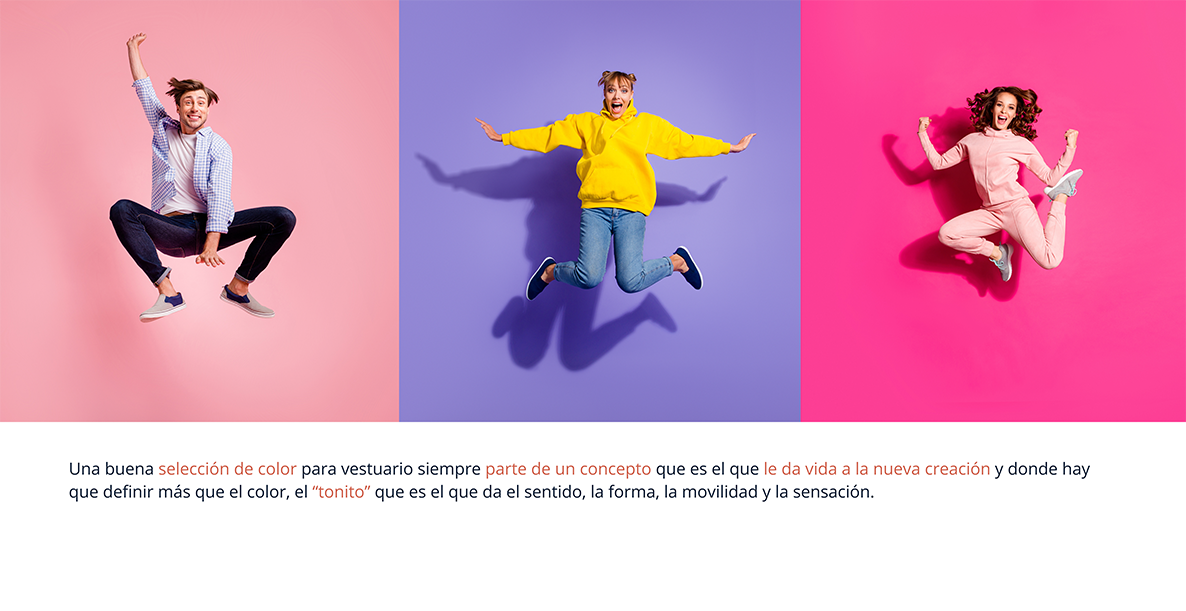 Una buena selección de color para vestuario siempre parte de un concepto que es el que le da vida a la nueva creación y donde hay
que definir más que el color, el “tonito” que es el que da el sentido, la forma, la movilidad y la sensación.